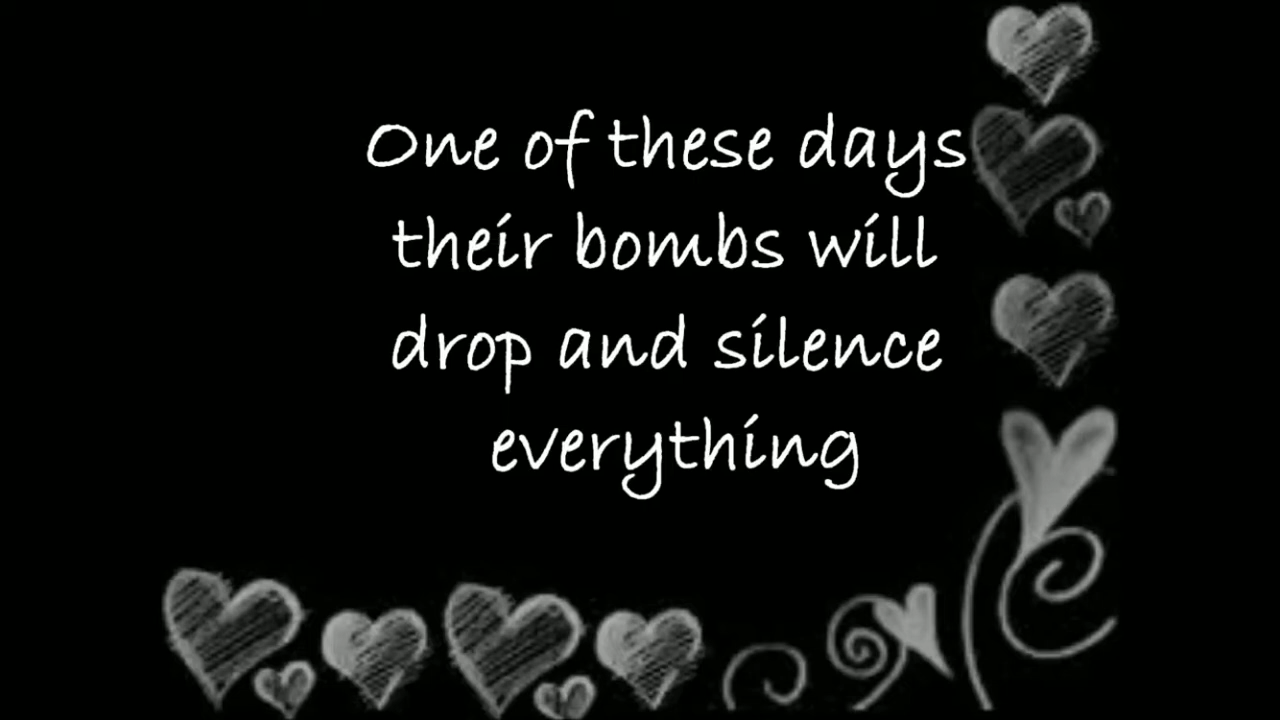 One of these days
their bombs will
drop and silence
everything